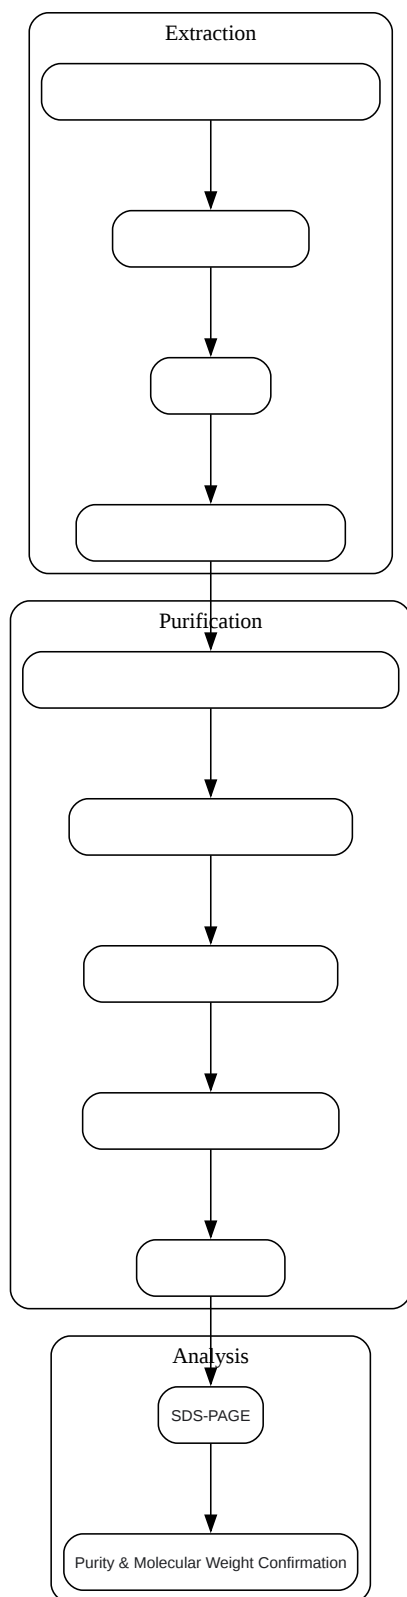 Extraction
Purification
Analysis
SDS-PAGE
Purity & Molecular Weight Confirmation